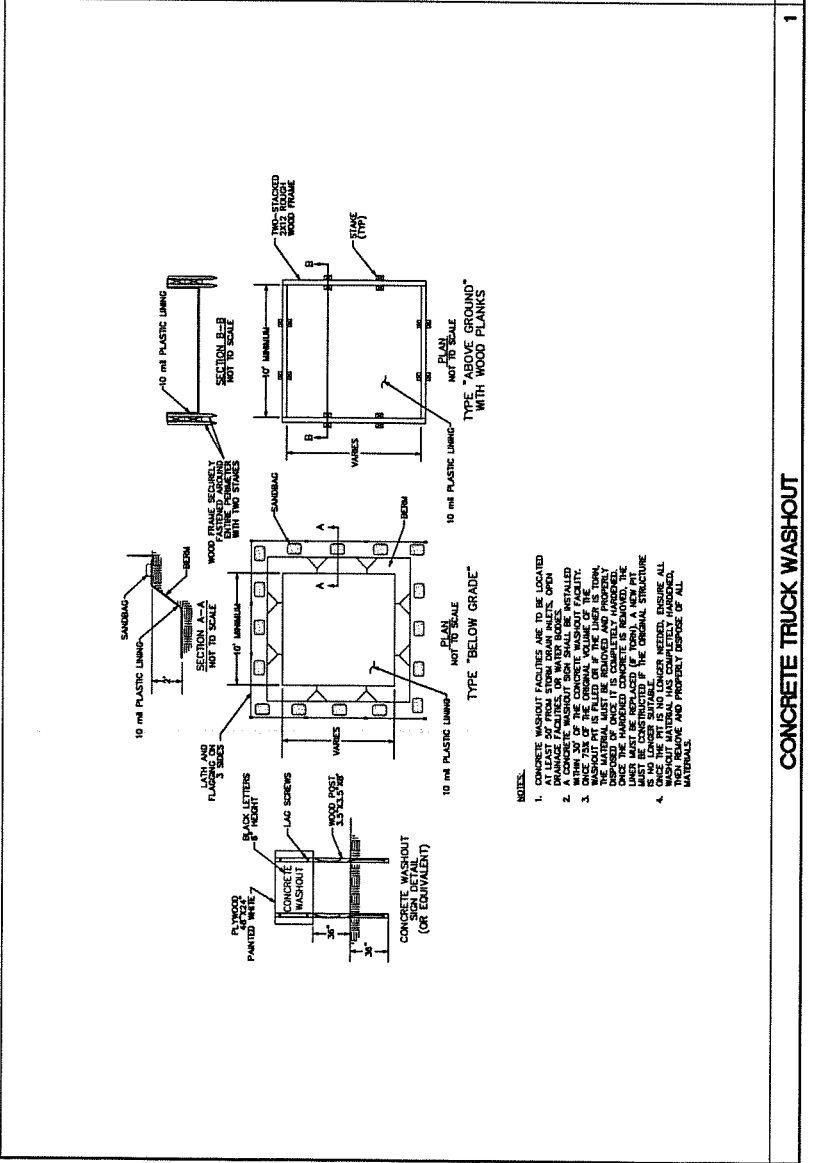 PLYWOOD
48"X24"
PAINTED WHITE
BLACK LETTERS
6" HEIGHT
CONCRETE
WASHOUT
LAG SCREWS
WOOD POST
3.5"X3.5"X8'
36"
36"
CONCRETE WASHOUT
SIGN DETAIL
(OR EQUIVALENT)
SANDBAG
10 mil PLASTIC LINING
BERM
2'
SECTION A-A
NOT TO SCALE
LATH AND
FLAGGING ON
3 SIDES
10' MINIMUM
SANDBAG
A
A
VARIES
BERM
10 mil PLASTIC LINING
PLAN
NOT TO SCALE
TYPE "BELOW GRADE"
10 mil PLASTIC LINING
WOOD FRAME SECURELY
FASTENED AROUND
ENTIRE PERIMETER
WITH TWO STAKES
SECTION B-B
NOT TO SCALE
TWO-STACKED
2X12 ROUGH
WOOD FRAME
10' MINIMUM
B
B
STAKE
(TYP)
VARIES
10 mil PLASTIC LINING
PLAN
NOT TO SCALE
TYPE "ABOVE GROUND"
WITH WOOD PLANKS
NOTES:
1. CONCRETE WASHOUT FACILITIES ARE TO BE LOCATED
AT LEAST 50' FROM STORM DRAIN INLETS, OPEN
DRAINAGE FACILITIES, OR WATER BODIES.
2. A CONCRETE WASHOUT SIGN SHALL BE INSTALLED
WITHIN 30' OF THE CONCRETE WASHOUT FACILITY.
3. ONCE 75% OF THE ORIGINAL VOLUME OF THE
WASHOUT PIT IS FILLED OR IF THE LINER IS TORN,
THE MATERIAL MUST BE REMOVED AND PROPERLY
DISPOSED OF ONCE IT IS COMPLETELY HARDENED.
ONCE THE HARDENED CONCRETE IS REMOVED, THE
LINER MUST BE REPLACED (IF TORN). A NEW PIT
MUST BE CONSTRUCTED IF THE ORIGINAL STRUCTURE
IS NO LONGER SUITABLE.
4. ONCE THE PIT IS NO LONGER NEEDED, ENSURE ALL
WASHOUT MATERIAL HAS COMPLETELY HARDENED,
THEN REMOVE AND PROPERLY DISPOSE OF ALL
MATERIALS.
CONCRETE TRUCK WASHOUT
1